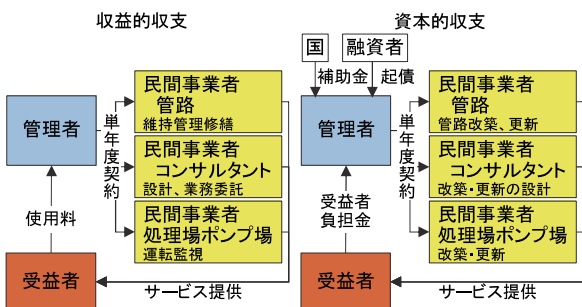 収益的収支
管理者
単年度契約
民間事業者
管路
維持管理修繕
民間事業者
コンサルタント
設計、業務委託
民間事業者
処理場ポンプ場
運転監視
使用料
受益者
サービス提供
資本的収支
国
融資者
補助金
起債
管理者
単年度契約
民間事業者
管路
管路改築、更新
民間事業者
コンサルタント
改築・更新の設計
民間事業者
処理場ポンプ場
改築・更新
受益者
負担金
受益者
サービス提供